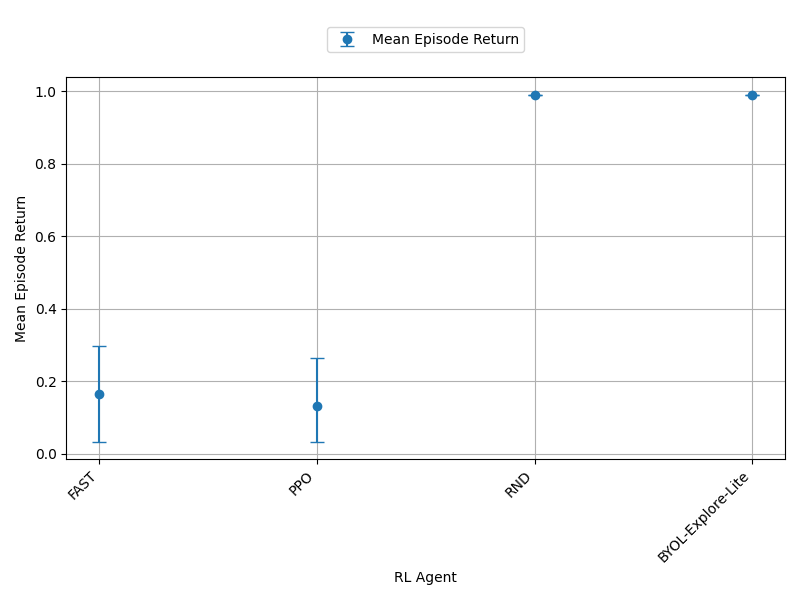 Mean Episode Return
Mean Episode Return
1.0
0.8
0.6
0.4
0.2
0.0
FAST
PPO
RND
BYOL-Explore-Lite
RL Agent